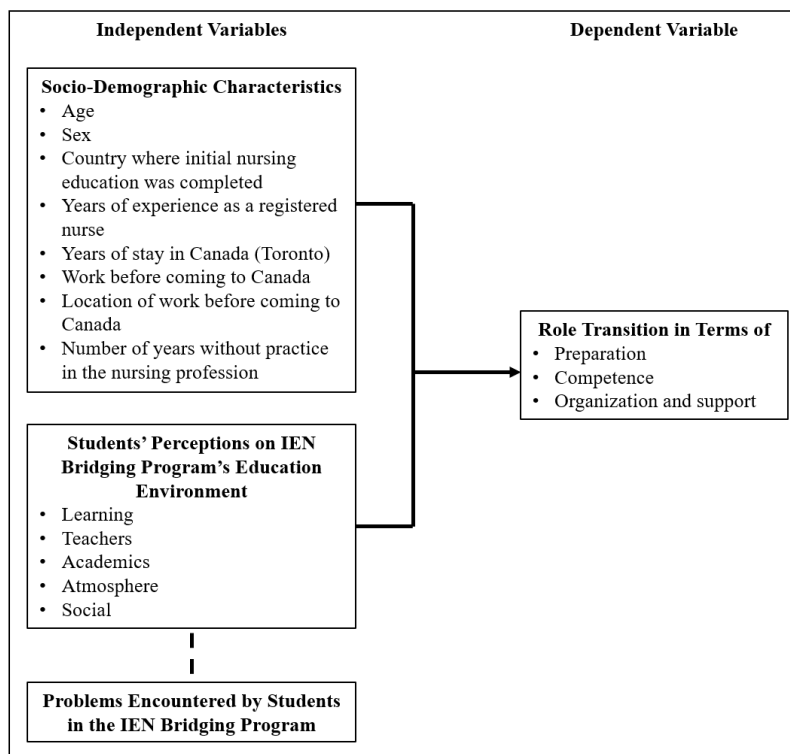 Independent Variables
Dependent Variable
Socio-Demographic Characteristics
• Age
• Sex
• Country where initial nursing
education was completed
• Years of experience as a registered
nurse
• Years of stay in Canada (Toronto)
• Work before coming to Canada
• Location of work before coming to
Canada
• Number of years without practice
in the nursing profession
Students’ Perceptions on IEN
Bridging Program’s Education
Environment
• Learning
• Teachers
• Academics
• Atmosphere
• Social
Problems Encountered by Students
in the IEN Bridging Program
Role Transition in Terms of
• Preparation
• Competence
• Organization and support